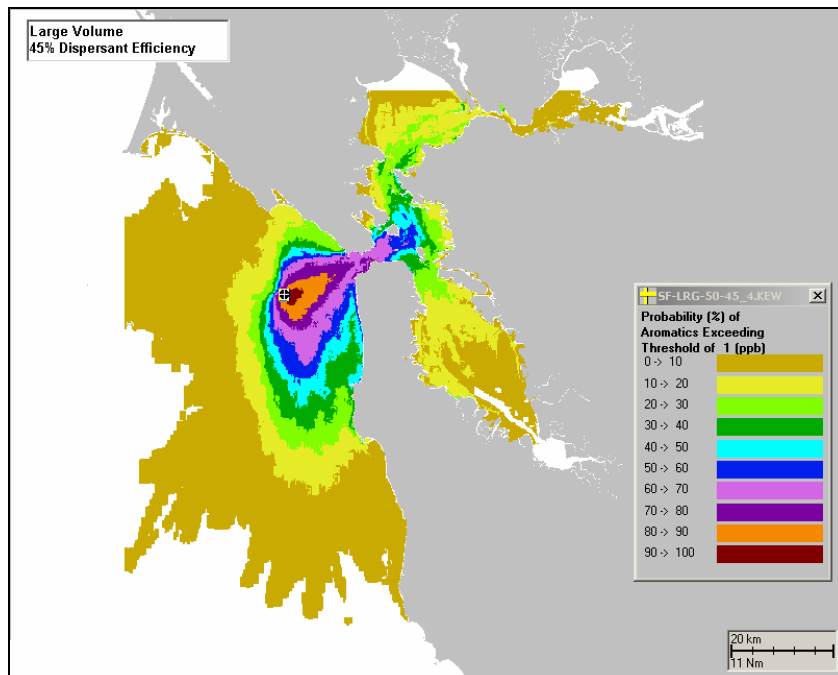 Large Volume
45% Dispersant Efficiency
SF-LRG-50-45_4.KEW
Probability (%) of
Aromatics Exceeding
Threshold of 1 (ppb)
0 -> 10
10 -> 20
20 -> 30
30 -> 40
40 -> 50
50 -> 60
60 -> 70
70 -> 80
80 -> 90
90 -> 100
20 km
11 Nm